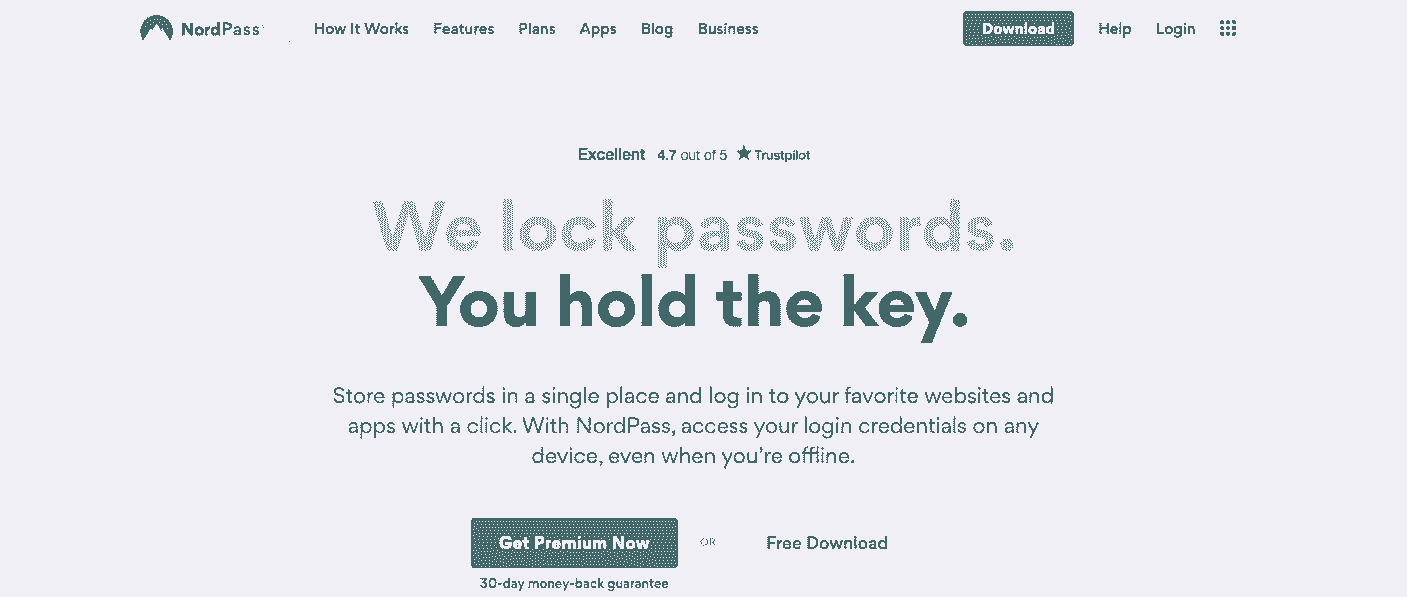 NordPass
How It Works
Features
Plans
Apps
Blog
Business
Download
Help
Login
Excellent 4.7 out of 5 Trustpilot
We lock passwords.
You hold the key.
Store passwords in a single place and log in to your favorite websites and
apps with a click. With NordPass, access your login credentials on any
device, even when you’re offline.
Get Premium Now
OR
Free Download
30-day money-back guarantee